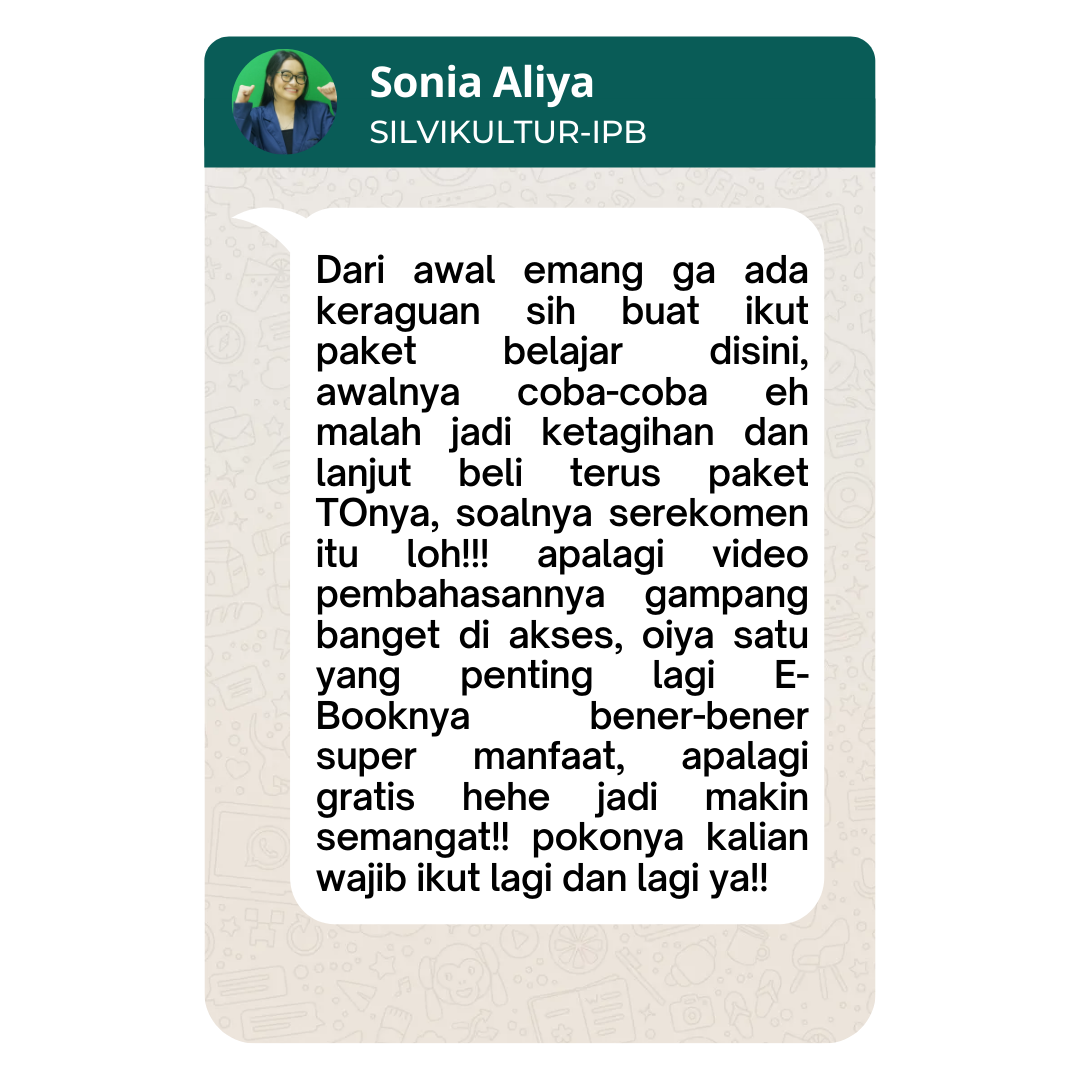 Sonia Aliya
SILVIKULTUR-IPB
Dari awal emang ga ada
keraguan sih buat ikut
paket belajar disini,
awalnya coba-coba eh
malah jadi ketagihan dan
lanjut beli terus paket
TOnya, soalnya serekomen
itu loh!!! apalagi video
pembahasannya gampang
banget di akses, oiya satu
yang penting lagi E-
Booknya bener-bener
super manfaat, apalagi
gratis hehe jadi makin
semangat!! pokonya kalian
wajib ikut lagi dan lagi ya!!